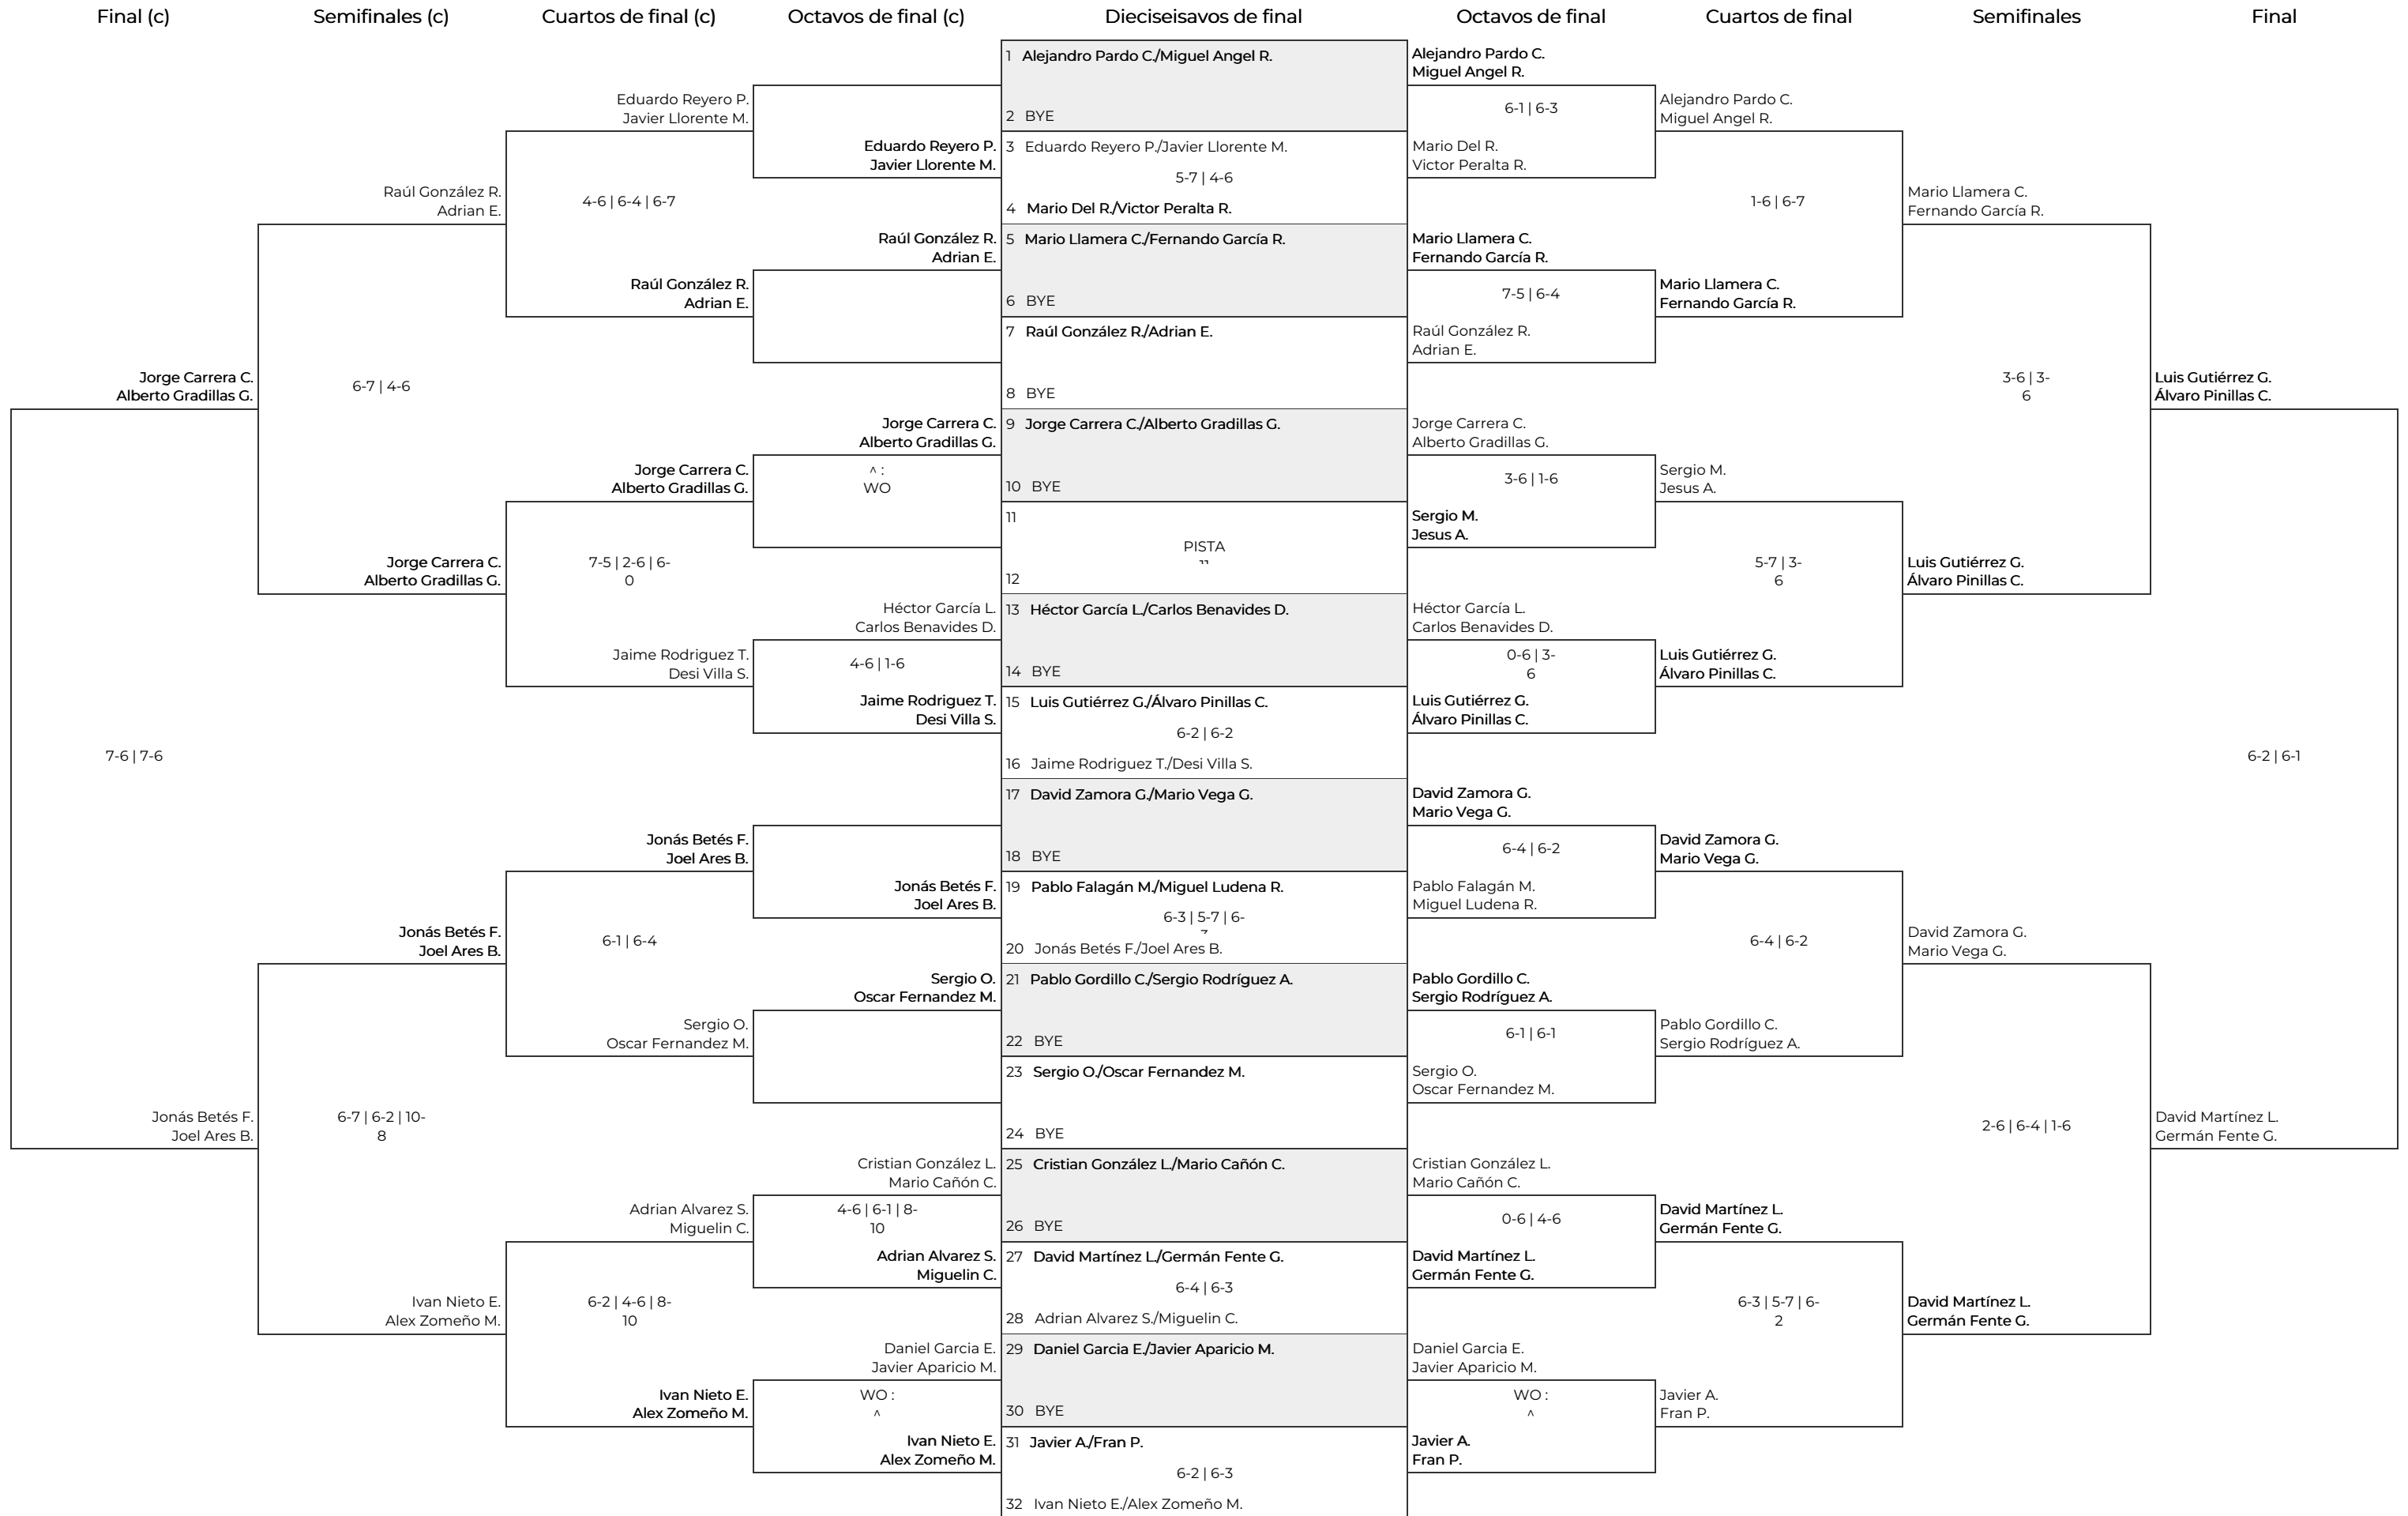 Final (c)
Semifinales (c)
Cuartos de final (c)
Octavos de final (c)
Dieciseisavos de final
Octavos de final
Cuartos de final
Semifinales
Final
Jorge Carrera C.
Alberto Gradillas G.
7-6 | 7-6
Jonás Betés F.
Joel Ares B.
Raúl González R.
Adrian E.
6-7 | 4-6
Jorge Carrera C.
Alberto Gradillas G.
Jonás Betés F.
Joel Ares B.
6-7 | 6-2 | 10-
8
Ivan Nieto E.
Alex Zomeño M.
Eduardo Reyero P.
Javier Llorente M.
4-6 | 6-4 | 6-7
Raúl González R.
Adrian E.
Jorge Carrera C.
Alberto Gradillas G.
7-5 | 2-6 | 6-
0
Jaime Rodriguez T.
Desi Villa S.
Jonás Betés F.
Joel Ares B.
6-1 | 6-4
Sergio O.
Oscar Fernandez M.
Adrian Alvarez S.
Miguelin C.
6-2 | 4-6 | 8-
10
Ivan Nieto E.
Alex Zomeño M.
Eduardo Reyero P.
Javier Llorente M.
Raúl González R.
Adrian E.
Jorge Carrera C.
Alberto Gradillas G.
^ :
WO
Héctor García L.
Carlos Benavides D.
4-6 | 1-6
Jaime Rodriguez T.
Desi Villa S.
Jonás Betés F.
Joel Ares B.
Sergio O.
Oscar Fernandez M.
Cristian González L.
Mario Cañón C.
4-6 | 6-1 | 8-
10
Adrian Alvarez S.
Miguelin C.
Daniel Garcia E.
Javier Aparicio M.
WO :
^
Ivan Nieto E.
Alex Zomeño M.
1 Alejandro Pardo C./Miguel Angel R.
2 BYE
3 Eduardo Reyero P./Javier Llorente M.
5-7 | 4-6
4 Mario Del R./Victor Peralta R.
5 Mario Llamera C./Fernando García R.
6 BYE
7 Raúl González R./Adrian E.
8 BYE
9 Jorge Carrera C./Alberto Gradillas G.
10 BYE
11
PISTA
12
13 Héctor García L./Carlos Benavides D.
14 BYE
15 Luis Gutiérrez G./Álvaro Pinillas C.
6-2 | 6-2
16 Jaime Rodriguez T./Desi Villa S.
17 David Zamora G./Mario Vega G.
18 BYE
19 Pablo Falagán M./Miguel Ludena R.
6-3 | 5-7 | 6-
20 Jonás Betés F./Joel Ares B.
21 Pablo Gordillo C./Sergio Rodríguez A.
22 BYE
23 Sergio O./Oscar Fernandez M.
24 BYE
25 Cristian González L./Mario Cañón C.
26 BYE
27 David Martínez L./Germán Fente G.
6-4 | 6-3
28 Adrian Alvarez S./Miguelin C.
29 Daniel Garcia E./Javier Aparicio M.
30 BYE
31 Javier A./Fran P.
6-2 | 6-3
32 Ivan Nieto E./Alex Zomeño M.
Alejandro Pardo C.
Miguel Angel R.
6-1 | 6-3
Mario Del R.
Victor Peralta R.
Mario Llamera C.
Fernando García R.
7-5 | 6-4
Raúl González R.
Adrian E.
Jorge Carrera C.
Alberto Gradillas G.
3-6 | 1-6
Sergio M.
Jesus A.
Héctor García L.
Carlos Benavides D.
0-6 | 3-
6
Luis Gutiérrez G.
Álvaro Pinillas C.
David Zamora G.
Mario Vega G.
6-4 | 6-2
Pablo Falagán M.
Miguel Ludena R.
Pablo Gordillo C.
Sergio Rodríguez A.
6-1 | 6-1
Sergio O.
Oscar Fernandez M.
Cristian González L.
Mario Cañón C.
0-6 | 4-6
David Martínez L.
Germán Fente G.
Daniel Garcia E.
Javier Aparicio M.
WO :
^
Javier A.
Fran P.
Alejandro Pardo C.
Miguel Angel R.
1-6 | 6-7
Mario Llamera C.
Fernando García R.
Sergio M.
Jesus A.
5-7 | 3-
6
Luis Gutiérrez G.
Álvaro Pinillas C.
David Zamora G.
Mario Vega G.
6-4 | 6-2
Pablo Gordillo C.
Sergio Rodríguez A.
David Martínez L.
Germán Fente G.
6-3 | 5-7 | 6-
2
Javier A.
Fran P.
Mario Llamera C.
Fernando García R.
3-6 | 3-
6
Luis Gutiérrez G.
Álvaro Pinillas C.
David Zamora G.
Mario Vega G.
2-6 | 6-4 | 1-6
David Martínez L.
Germán Fente G.
Luis Gutiérrez G.
Álvaro Pinillas C.
6-2 | 6-1
David Martínez L.
Germán Fente G.